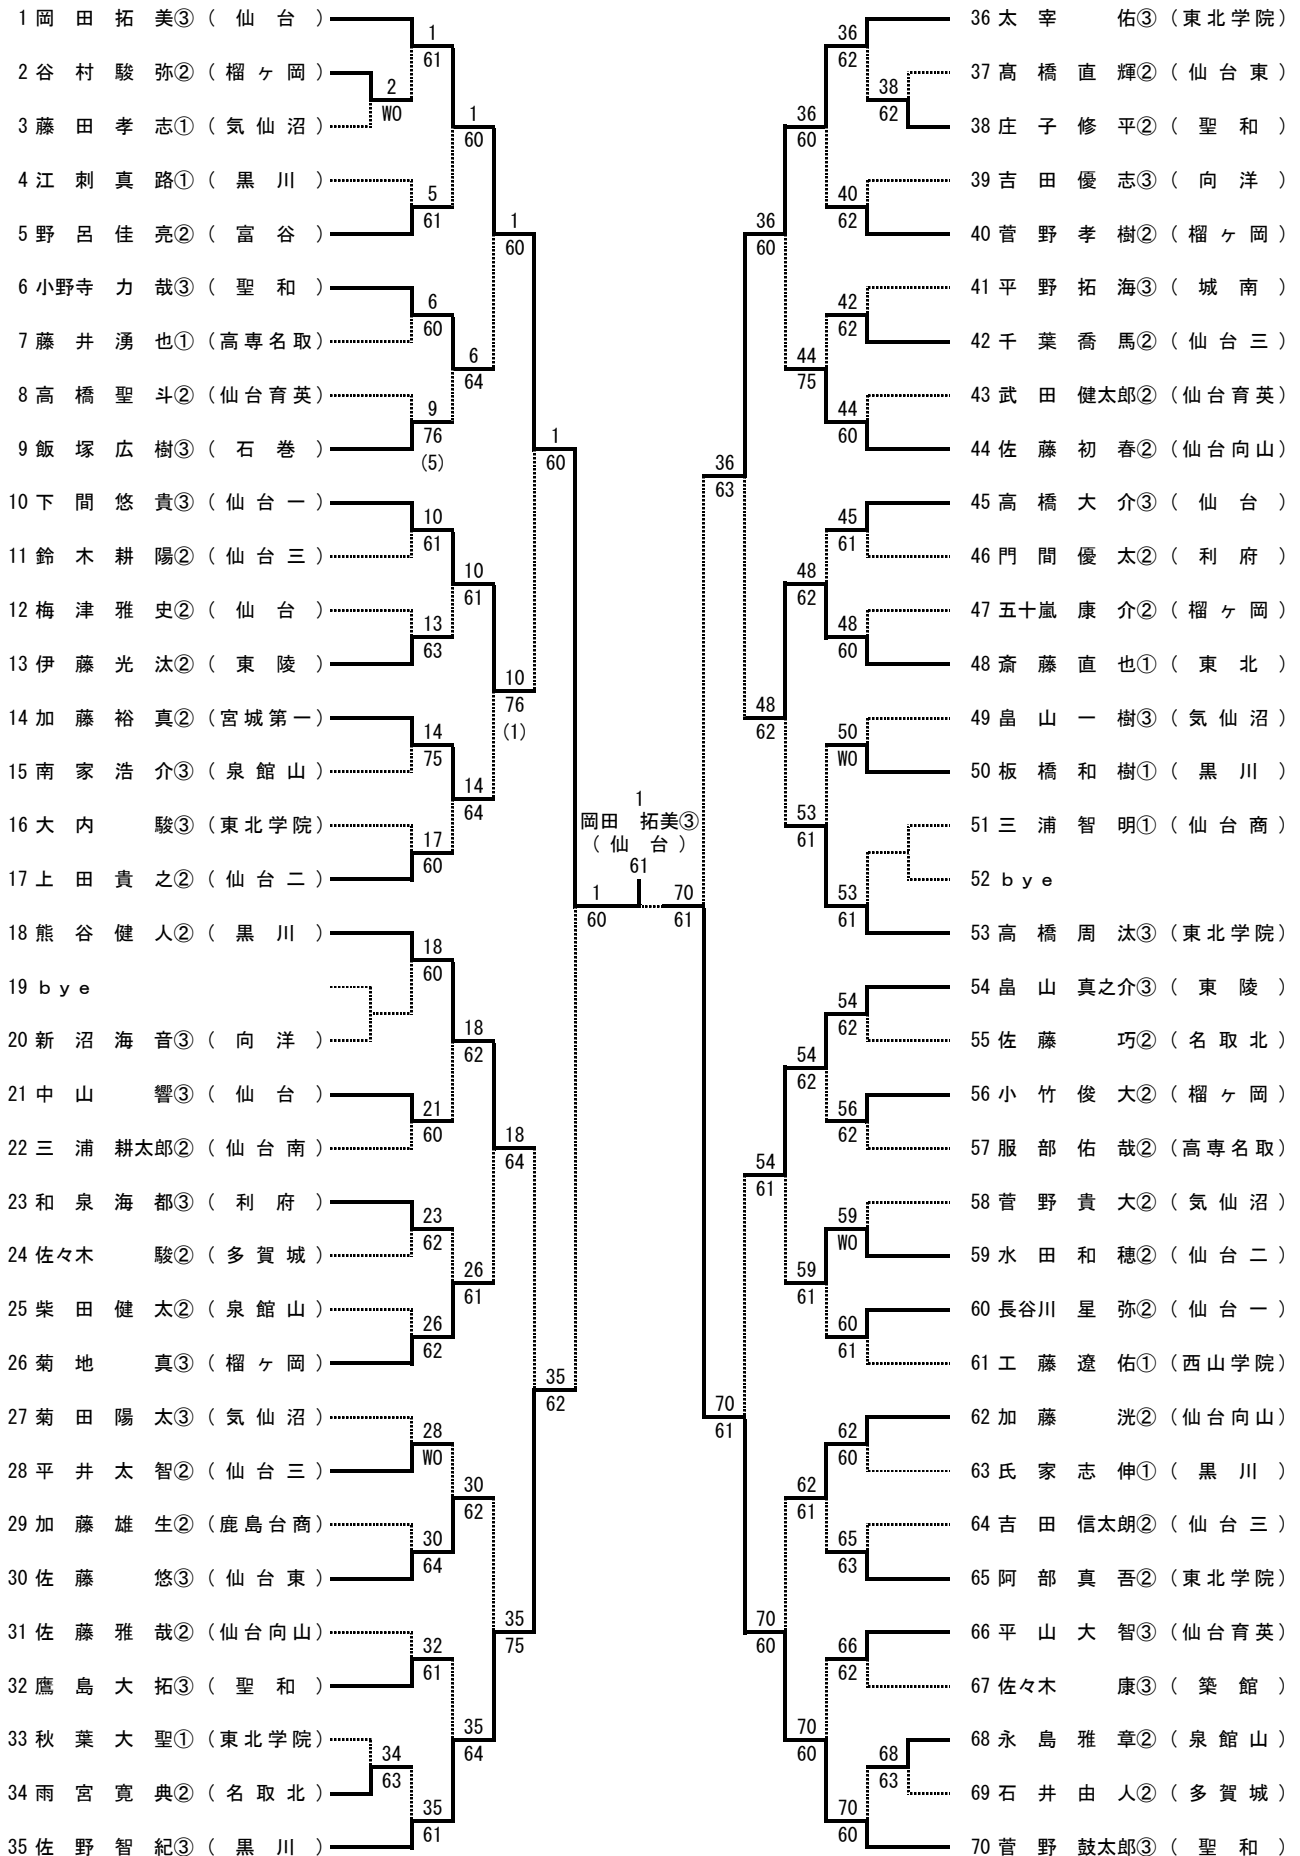 1 岡田拓美③ (仙台)
2 谷村駿弥② (榴ヶ岡)
3 藤田孝志① (気仙沼)
4 江刺真路① (黒川)
5 野呂佳亮② (富谷)
6 小野寺力哉③ (聖和)
7 藤井湧也① (高専名取)
8 高橋聖斗② (仙台育英)
9 飯塚広樹③ (石巻)
10 下間悠貴③ (仙台一)
11 鈴木耕陽② (仙台三)
12 梅津雅史② (仙台)
13 伊藤光汰② (東陵)
14 加藤裕真② (宮城第一)
15 南家浩介③ (泉館山)
16 大内駿③ (東北学院)
17 上田貴之② (仙台二)
18 熊谷健人② (黒川)
19 bye
20 新沼海音③ (向洋)
21 中山響③ (仙台)
22 三浦耕太郎② (仙台南)
23 和泉海都③ (利府)
24 佐々木駿② (多賀城)
25 柴田健太② (泉館山)
26 菊地真③ (榴ヶ岡)
27 菊田陽太③ (気仙沼)
28 平井太智② (仙台三)
29 加藤雄生② (鹿島台商)
30 佐藤悠③ (仙台東)
31 佐藤雅哉② (仙台向山)
32 鷹島大拓③ (聖和)
33 秋葉大聖① (東北学院)
34 雨宮寛典② (名取北)
35 佐野智紀③ (黒川)
2
WO
34
63
1
61
5
61
6
60
9
76
(5)
10
61
13
63
14
75
17
60
18
60
21
60
23
62
26
62
28
WO
30
64
32
61
35
61
1
60
6
64
10
61
14
64
18
62
26
61
30
62
35
64
1
60
10
76
(1)
18
64
35
75
1
60
35
62
1
60
1
岡田 拓美③
(仙台)
61
70
61
36
63
70
61
36
60
48
62
54
61
70
60
36
60
44
75
48
62
53
61
54
62
59
61
62
61
70
60
36
62
40
62
42
62
44
60
45
61
48
60
50
WO
53
61
54
62
56
62
59
WO
60
61
62
60
65
63
66
62
70
60
38
62
68
63
36 太宰佑③ (東北学院)
37 髙橋直輝② (仙台東)
38 庄子修平② (聖和)
39 吉田優志③ (向洋)
40 菅野孝樹② (榴ヶ岡)
41 平野拓海③ (城南)
42 千葉喬馬② (仙台三)
43 武田健太郎② (仙台育英)
44 佐藤初春② (仙台向山)
45 高橋大介③ (仙台)
46 門間優太② (利府)
47 五十嵐康介② (榴ヶ岡)
48 斎藤直也① (東北)
49 畠山一樹③ (気仙沼)
50 板橋和樹① (黒川)
51 三浦智明① (仙台商)
52 bye
53 高橋周汰③ (東北学院)
54 畠山真之介③ (東陵)
55 佐藤巧② (名取北)
56 小竹俊大② (榴ヶ岡)
57 服部佑哉② (高専名取)
58 菅野貴大② (気仙沼)
59 水田和穂② (仙台二)
60 長谷川星弥② (仙台一)
61 工藤遼佑① (西山学院)
62 加藤洸② (仙台向山)
63 氏家志伸① (黒川)
64 吉田信太朗② (仙台三)
65 阿部真吾② (東北学院)
66 平山大智③ (仙台育英)
67 佐々木康③ (築館)
68 永島雅章② (泉館山)
69 石井由人② (多賀城)
70 菅野鼓太郎③ (聖和)